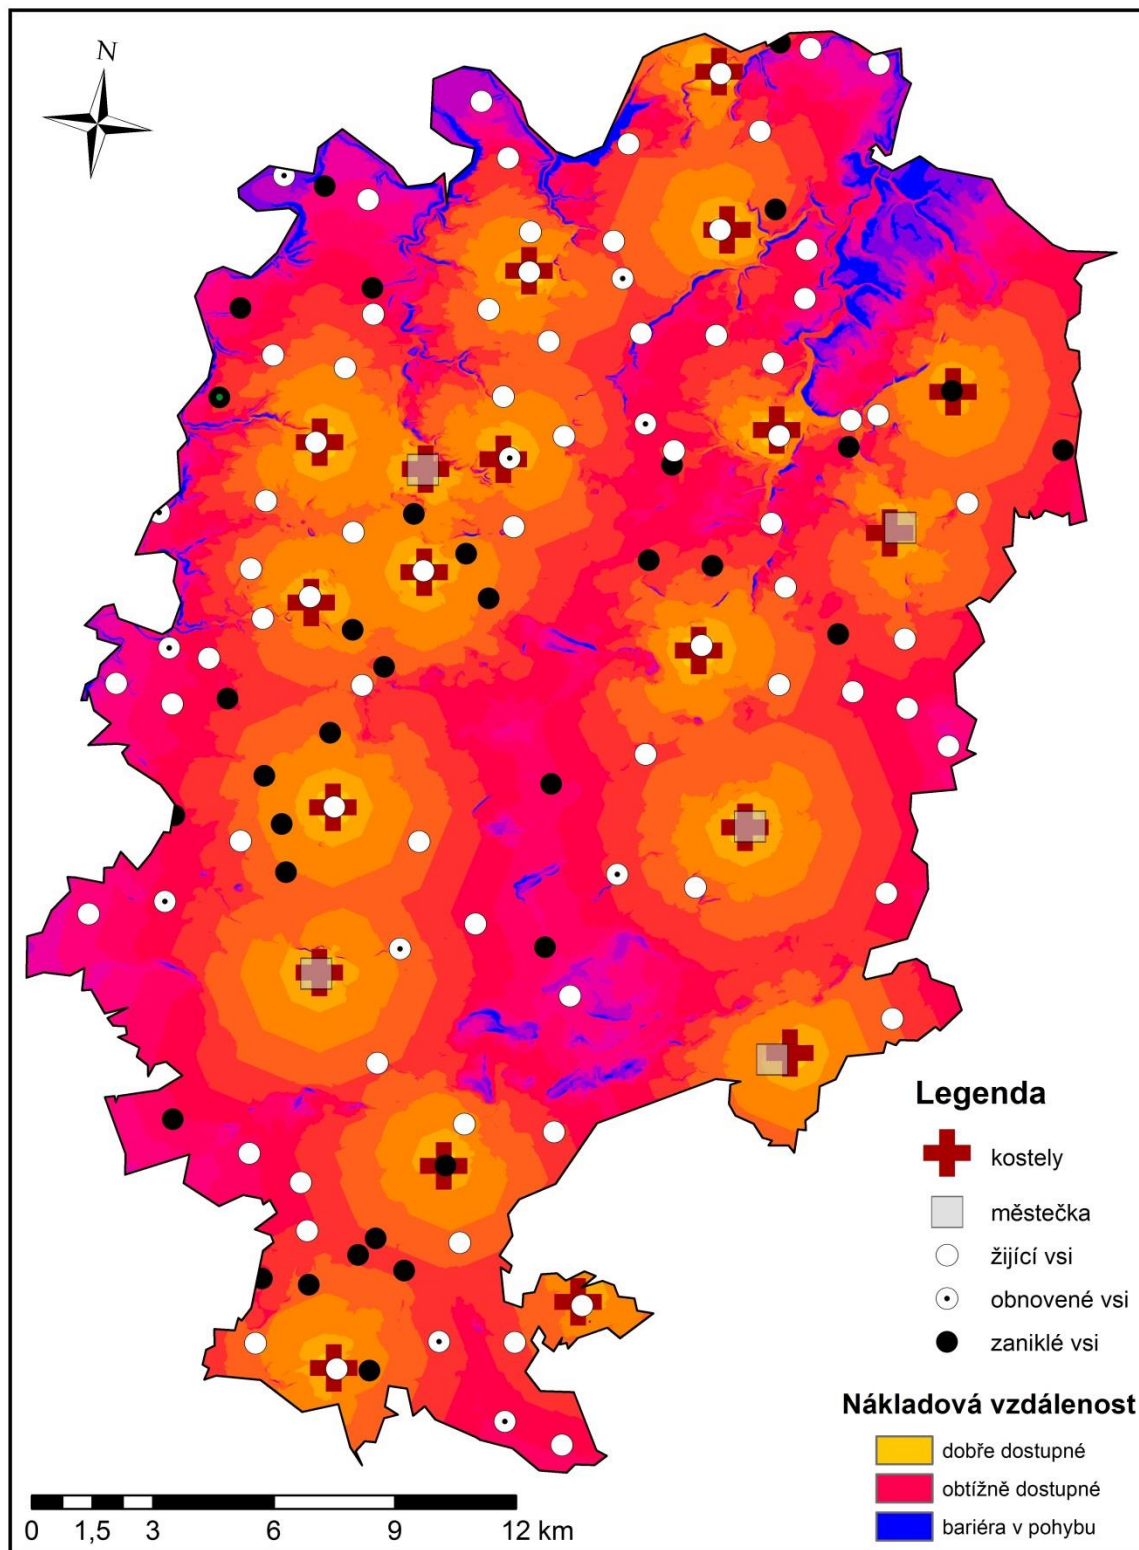 N
Legenda
kostely
městečka
žijící vsi
obnovené vsi
zaniklé vsi
Nákladová vzdálenost
dobře dostupné
obtížně dostupné
bariéra v pohybu
0 1,5 3 6 9 12 km